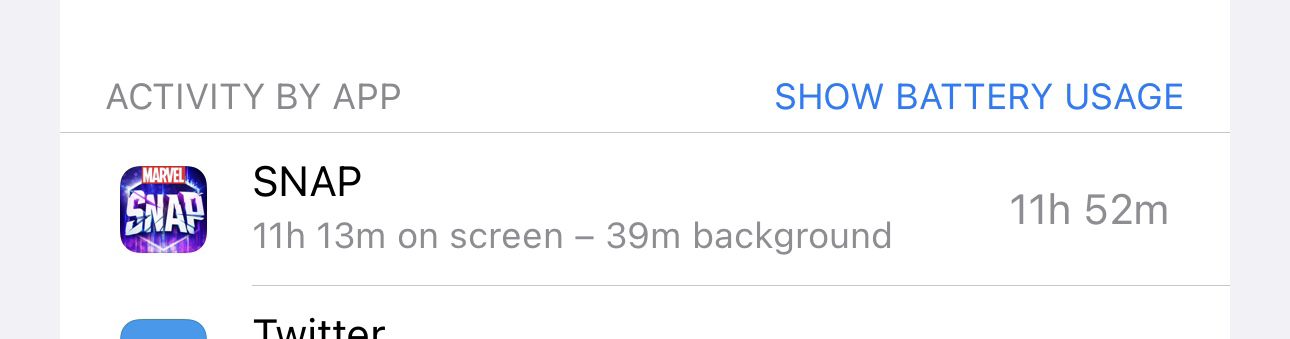 ACTIVITY BY APP SHOW BATTERY USAGE
MARVEL
SNAP
SNAP
11h 13m on screen – 39m background
11h 52m
Twitter